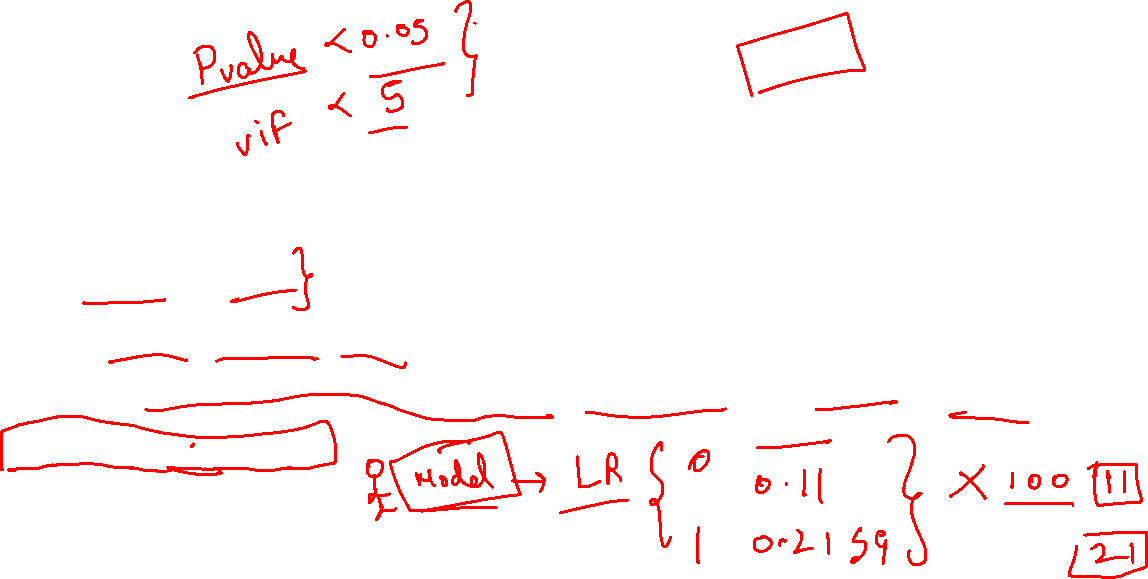 Pvalue < 0.05 }
vif < 5
}
Model → LR { 0 0.11 } × 100 11
1 0.2159 21